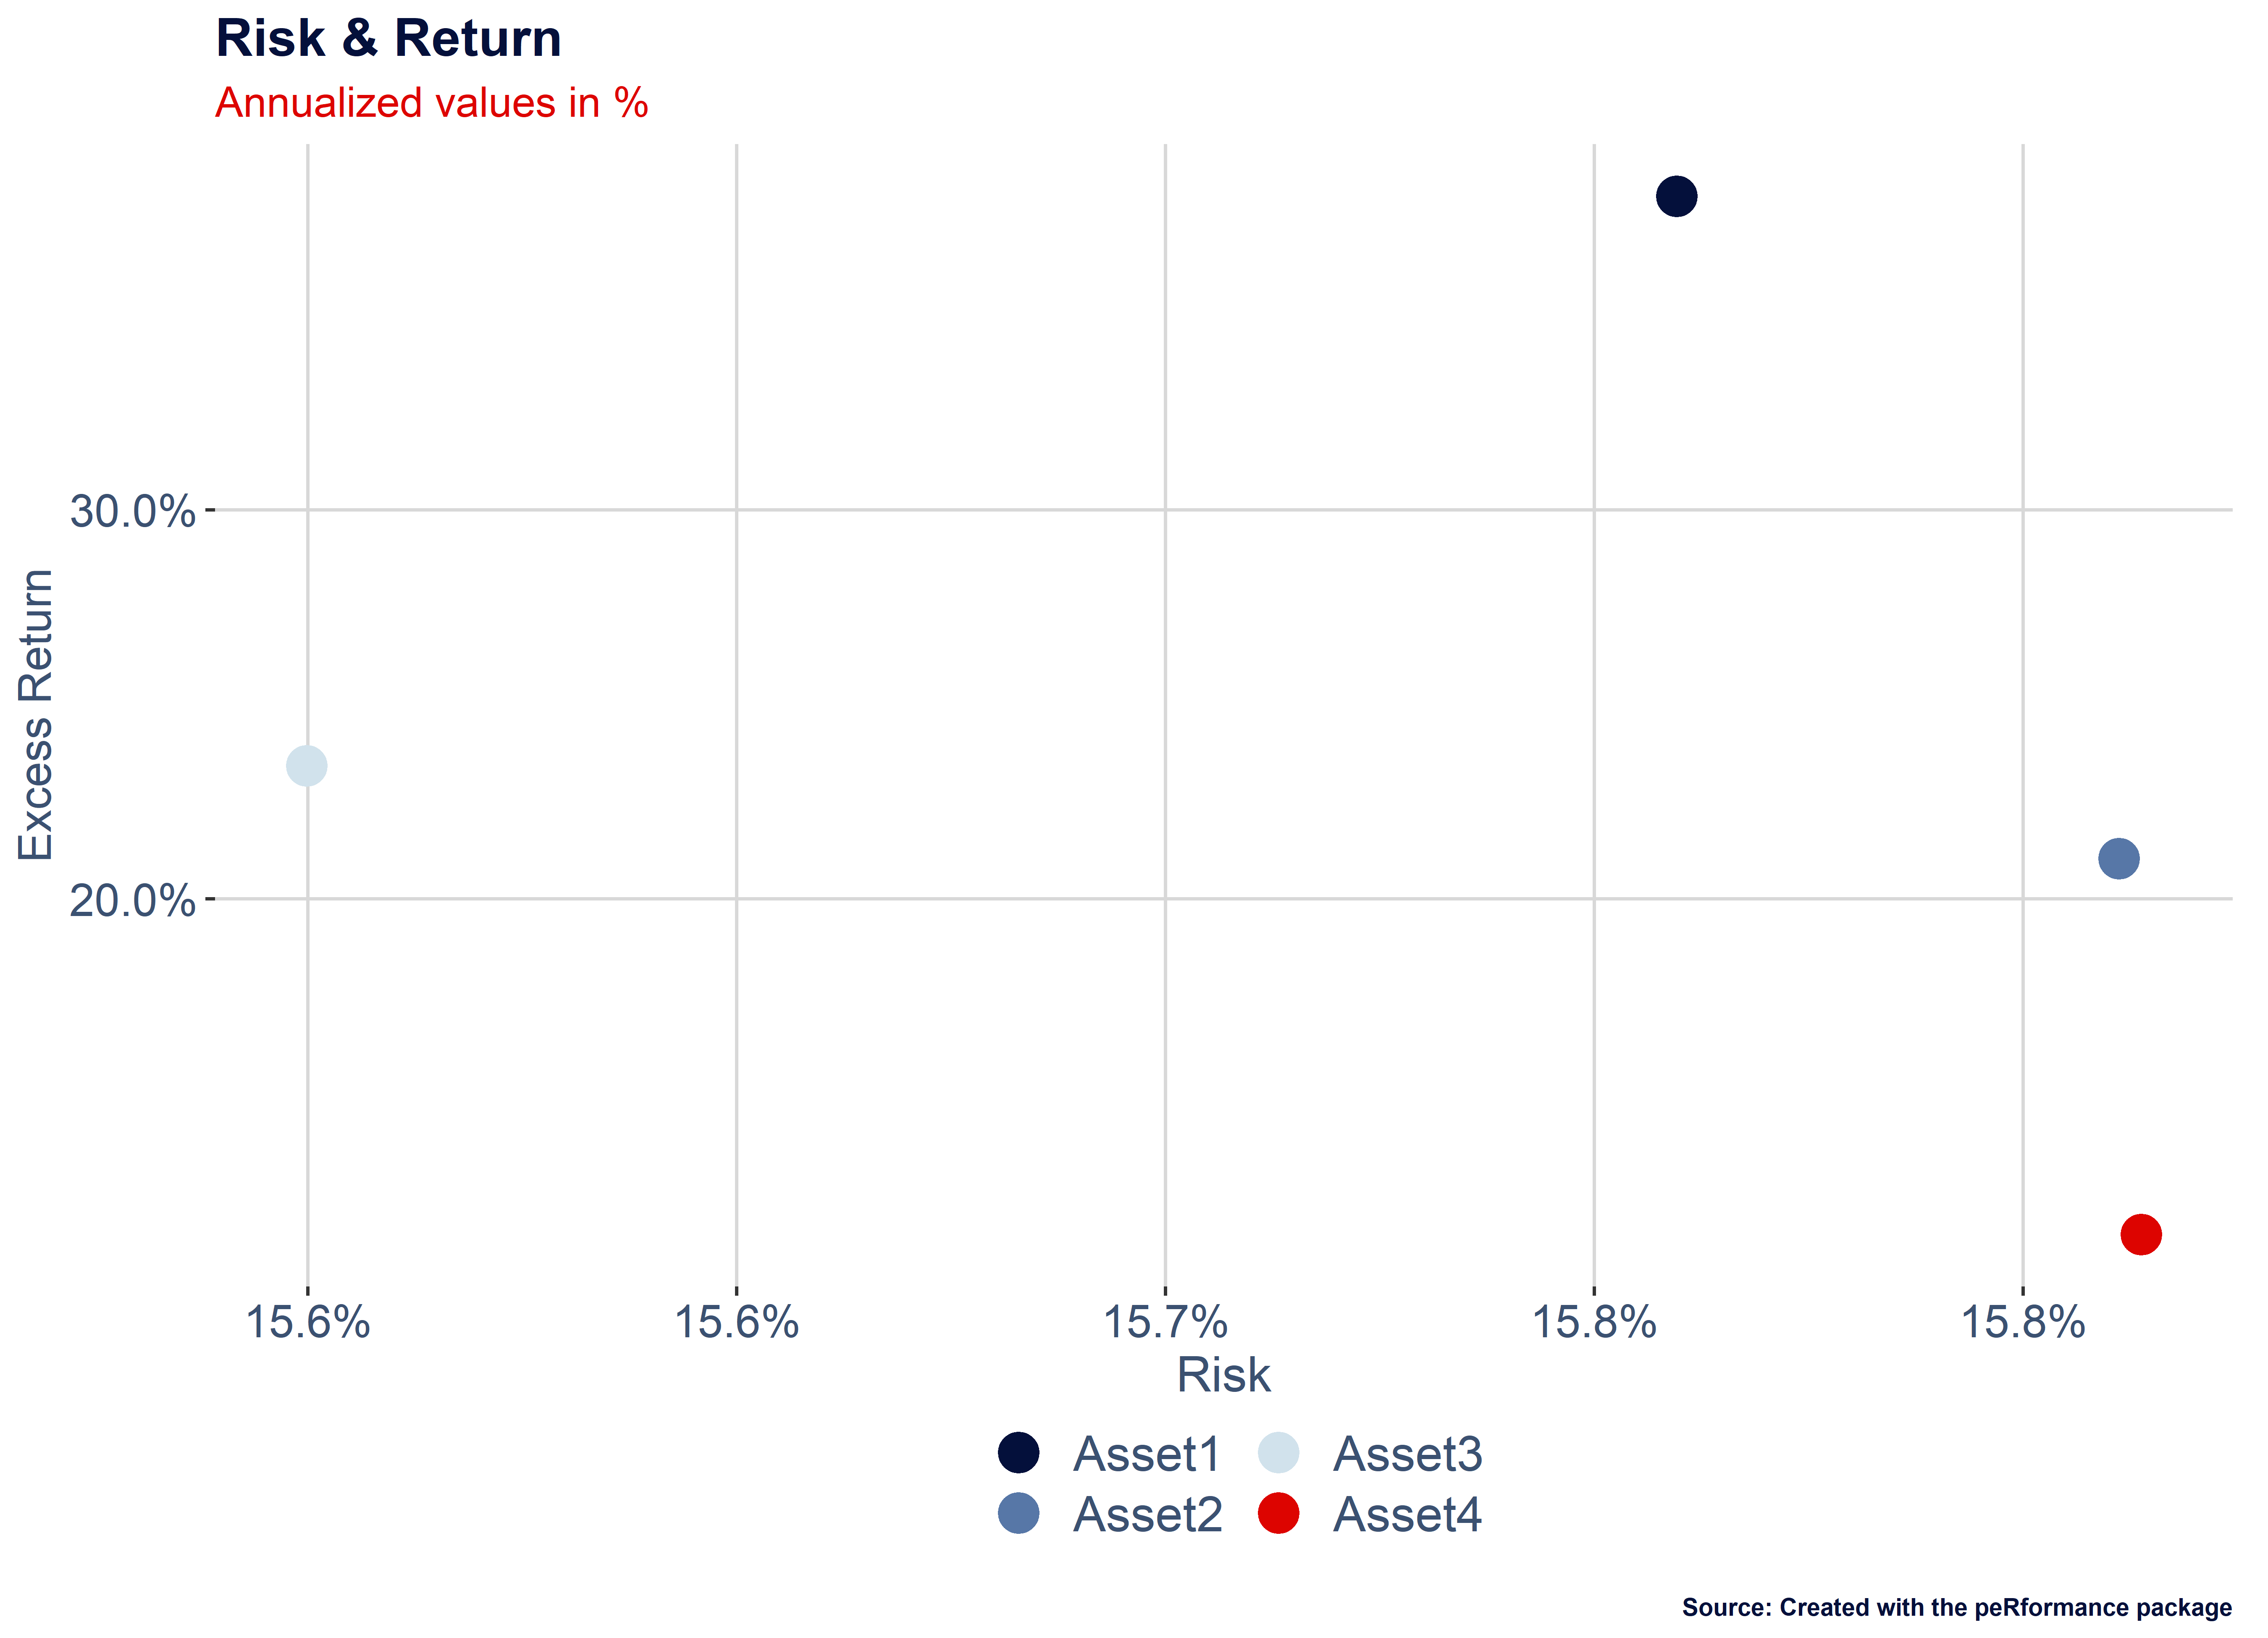 Risk & Return
Annualized values in %
Excess Return
30.0%
20.0%
15.6% 15.6% 15.7% 15.8% 15.8%
Risk
Asset1 Asset3
Asset2 Asset4
Source: Created with the peRformance package